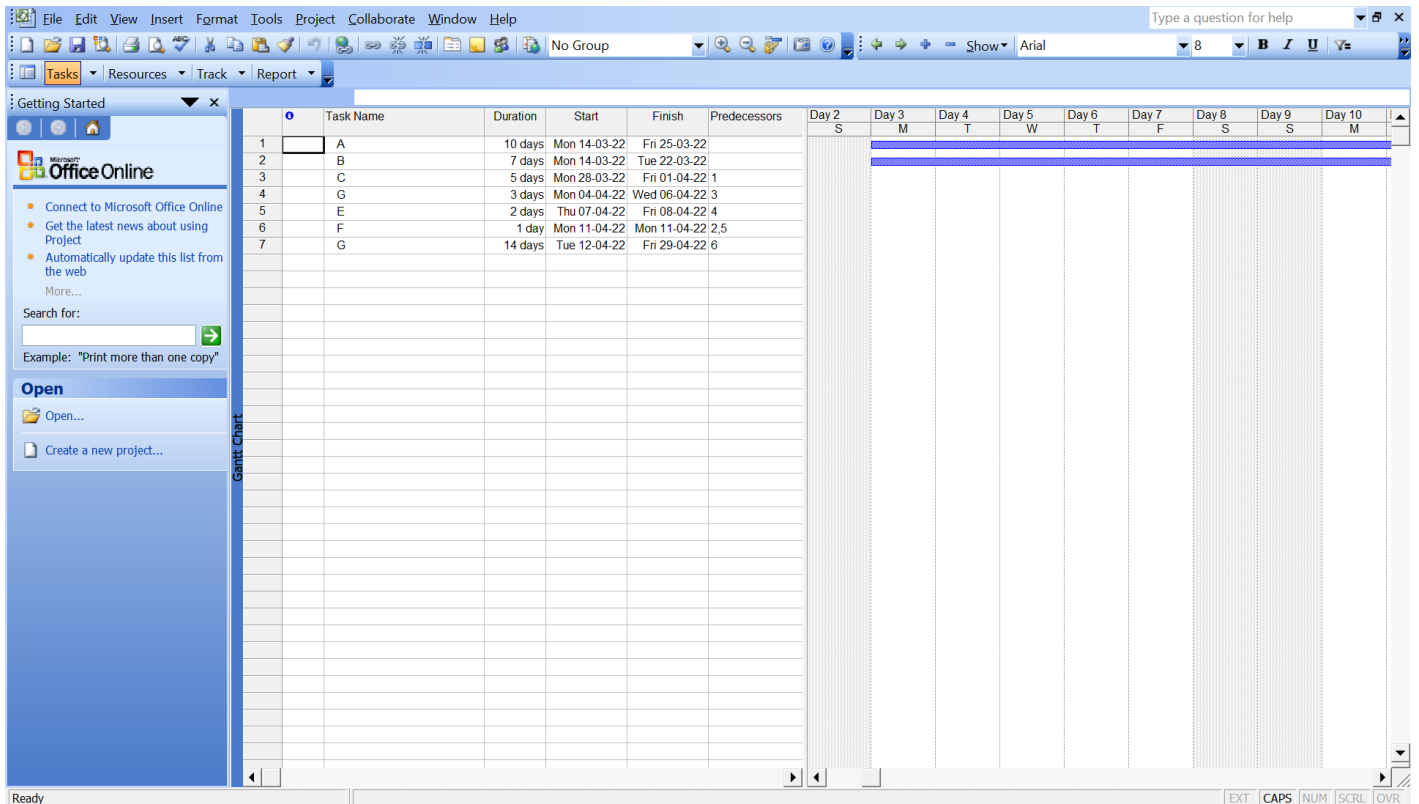 File Edit View Insert Format Tools Project Collaborate Window Help Type a question for help
No Group Show Arial 8 B I U
Tasks Resources Track Report
Getting Started
Microsoft
Office Online
Connect to Microsoft Office Online
Get the latest news about using
Project
Automatically update this list from
the web
More...
Search for:
Example: "Print more than one copy"
Open
Open...
Create a new project...
Gantt Chart
Task Name Duration Start Finish Predecessors
1 A 10 days Mon 14-03-22 Fri 25-03-22
2 B 7 days Mon 14-03-22 Tue 22-03-22
3 C 5 days Mon 28-03-22 Fri 01-04-22 1
4 G 3 days Mon 04-04-22 Wed 06-04-22 3
5 E 2 days Thu 07-04-22 Fri 08-04-22 4
6 F 1 day Mon 11-04-22 Mon 11-04-22 2,5
7 G 14 days Tue 12-04-22 Fri 29-04-22 6
Day 2 Day 3 Day 4 Day 5 Day 6 Day 7 Day 8 Day 9 Day 10
S M T W T F S S M
Ready EXT CAPS NUM SCRL OVR